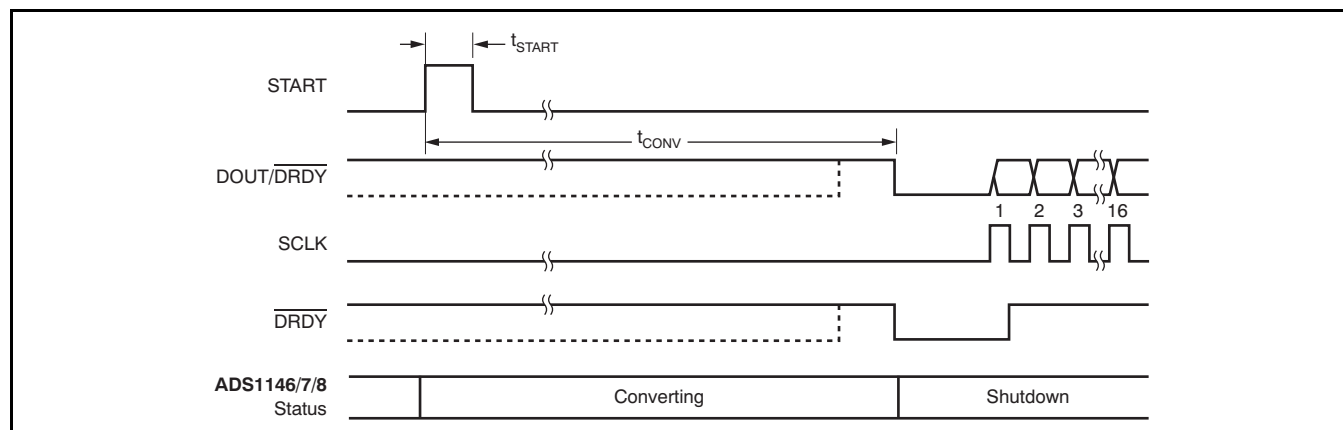 tSTART
START
tCONV
DOUT/DRDY
1 2 3 16
SCLK
DRDY
ADS1146/7/8
Status
Converting
Shutdown